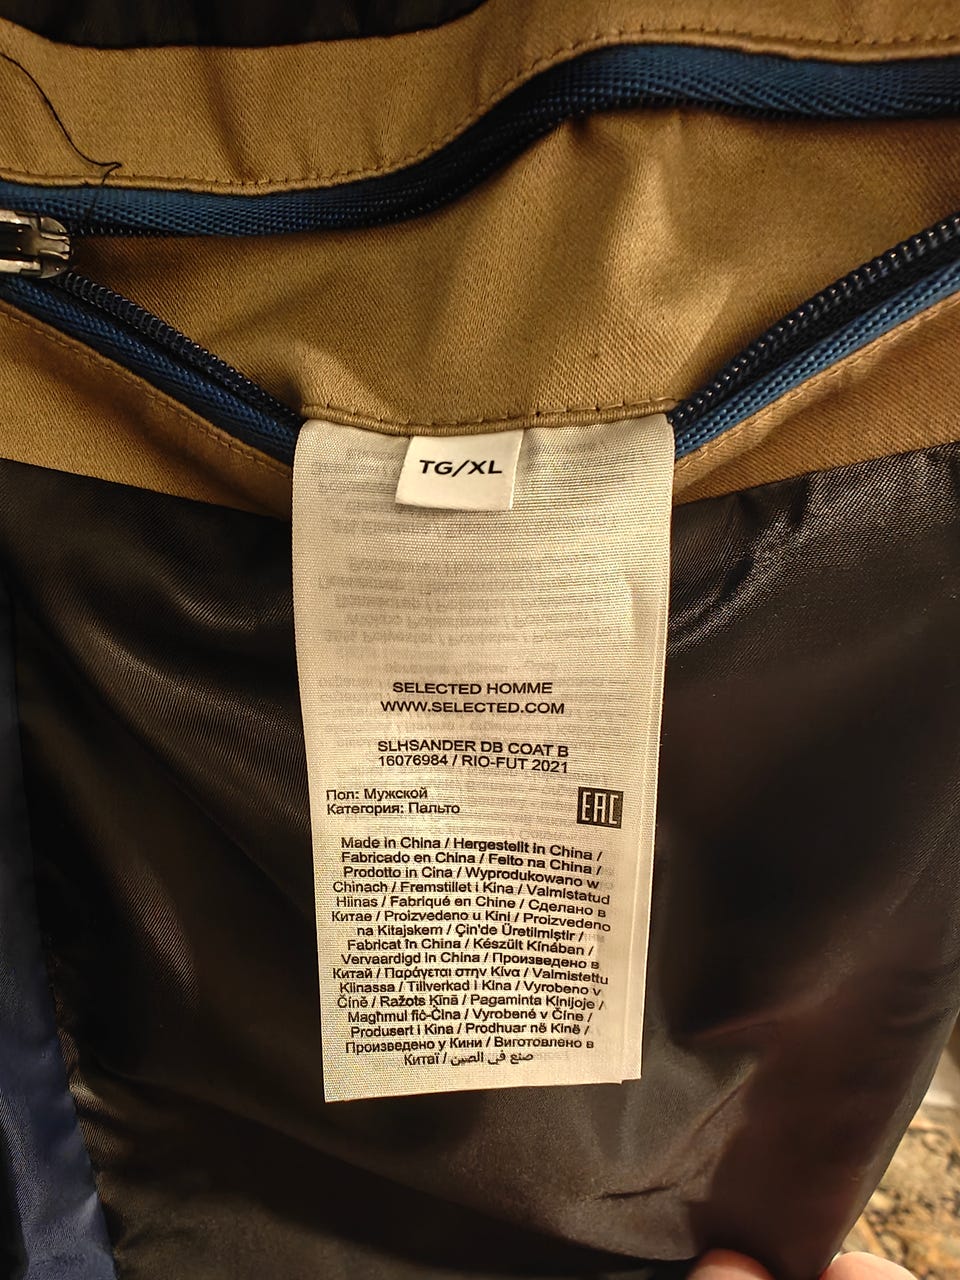 TG/XL
SELECTED HOMME
WWW.SELECTED.COM
SLHSANDER DB COAT B
16076984 / RIO-FUT 2021
Пол: Мужской
Категория: Пальто
EAC
Made in China / Hergestellt in China /
Fabricado en China / Feito na China /
Prodotto in Cina / Wyprodukowano w
Chinach / Fremstillet i Kina / Valmistatud
Hiinas / Fabriqué en Chine / Сделано в
Китае / Proizvedeno u Kini / Proizvedeno
na Kitajskem / Çin'de Üretilmiştir /
Fabricat în China / Készült Kínában /
Vervaardigd in China / Произведено в
Китай / Παράγεται στην Κίνα / Valmistettu
Kiinassa / Tillverkad i Kina / Vyrobeno v
Číně / Ražots Ķīnā / Pagaminta Kinijoje /
Magħmul fiċ-Ċina / Vyrobené v Číne /
Produsert i Kina / Prodhuar në Kinë /
Произведено у Кини / Виготовлено в
Китаї / صنع في الصين